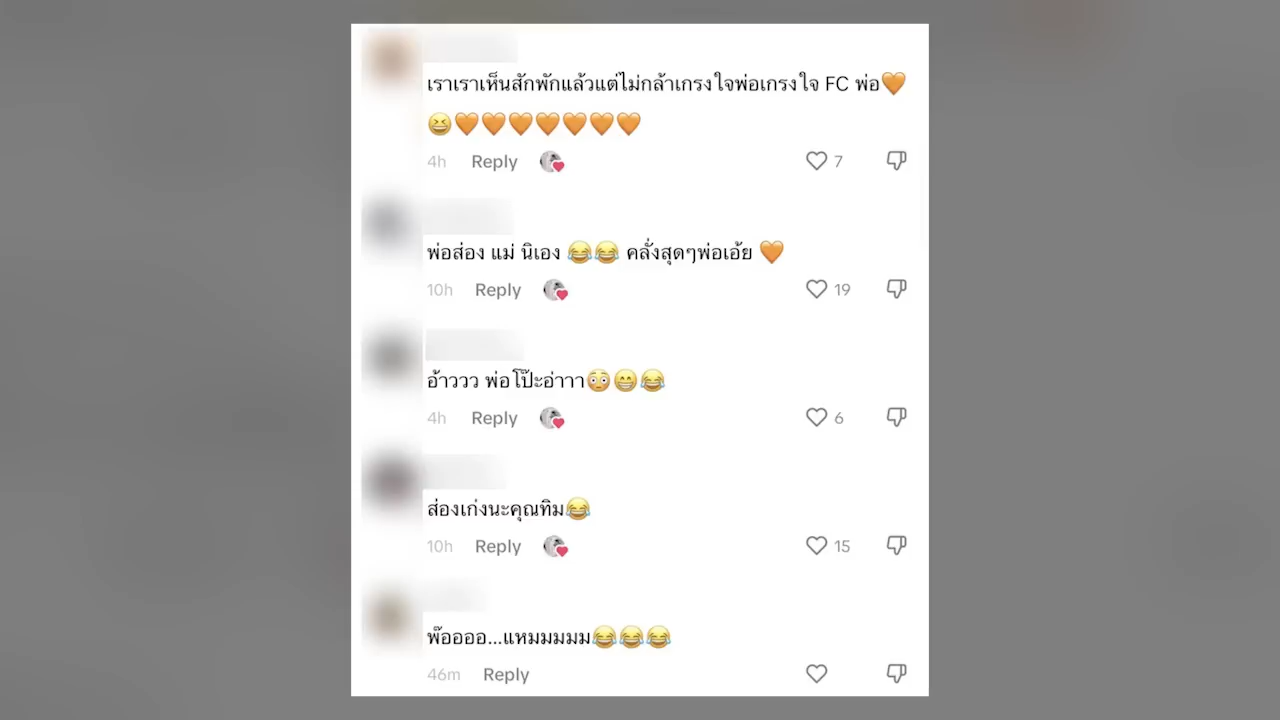 เราเราเห็นสักพักแล้วแต่ไม่กล้าเกรงใจพ่อเกรงใจ FC พ่อ🧡
😆🧡🧡🧡🧡🧡🧡🧡
4h Reply 7
พ่อส่อง แม่ นิเอง 😂😂 คลั่งสุดๆพ่อเอ้ย 🧡
10h Reply 19
อ้าววว พ่อโป๊ะอ่าาา😳😁😂
4h Reply 6
ส่องเก่งนะคุณทิม😂
10h Reply 15
พ๊ออออ...แหมมมมม😂😂😂
46m Reply